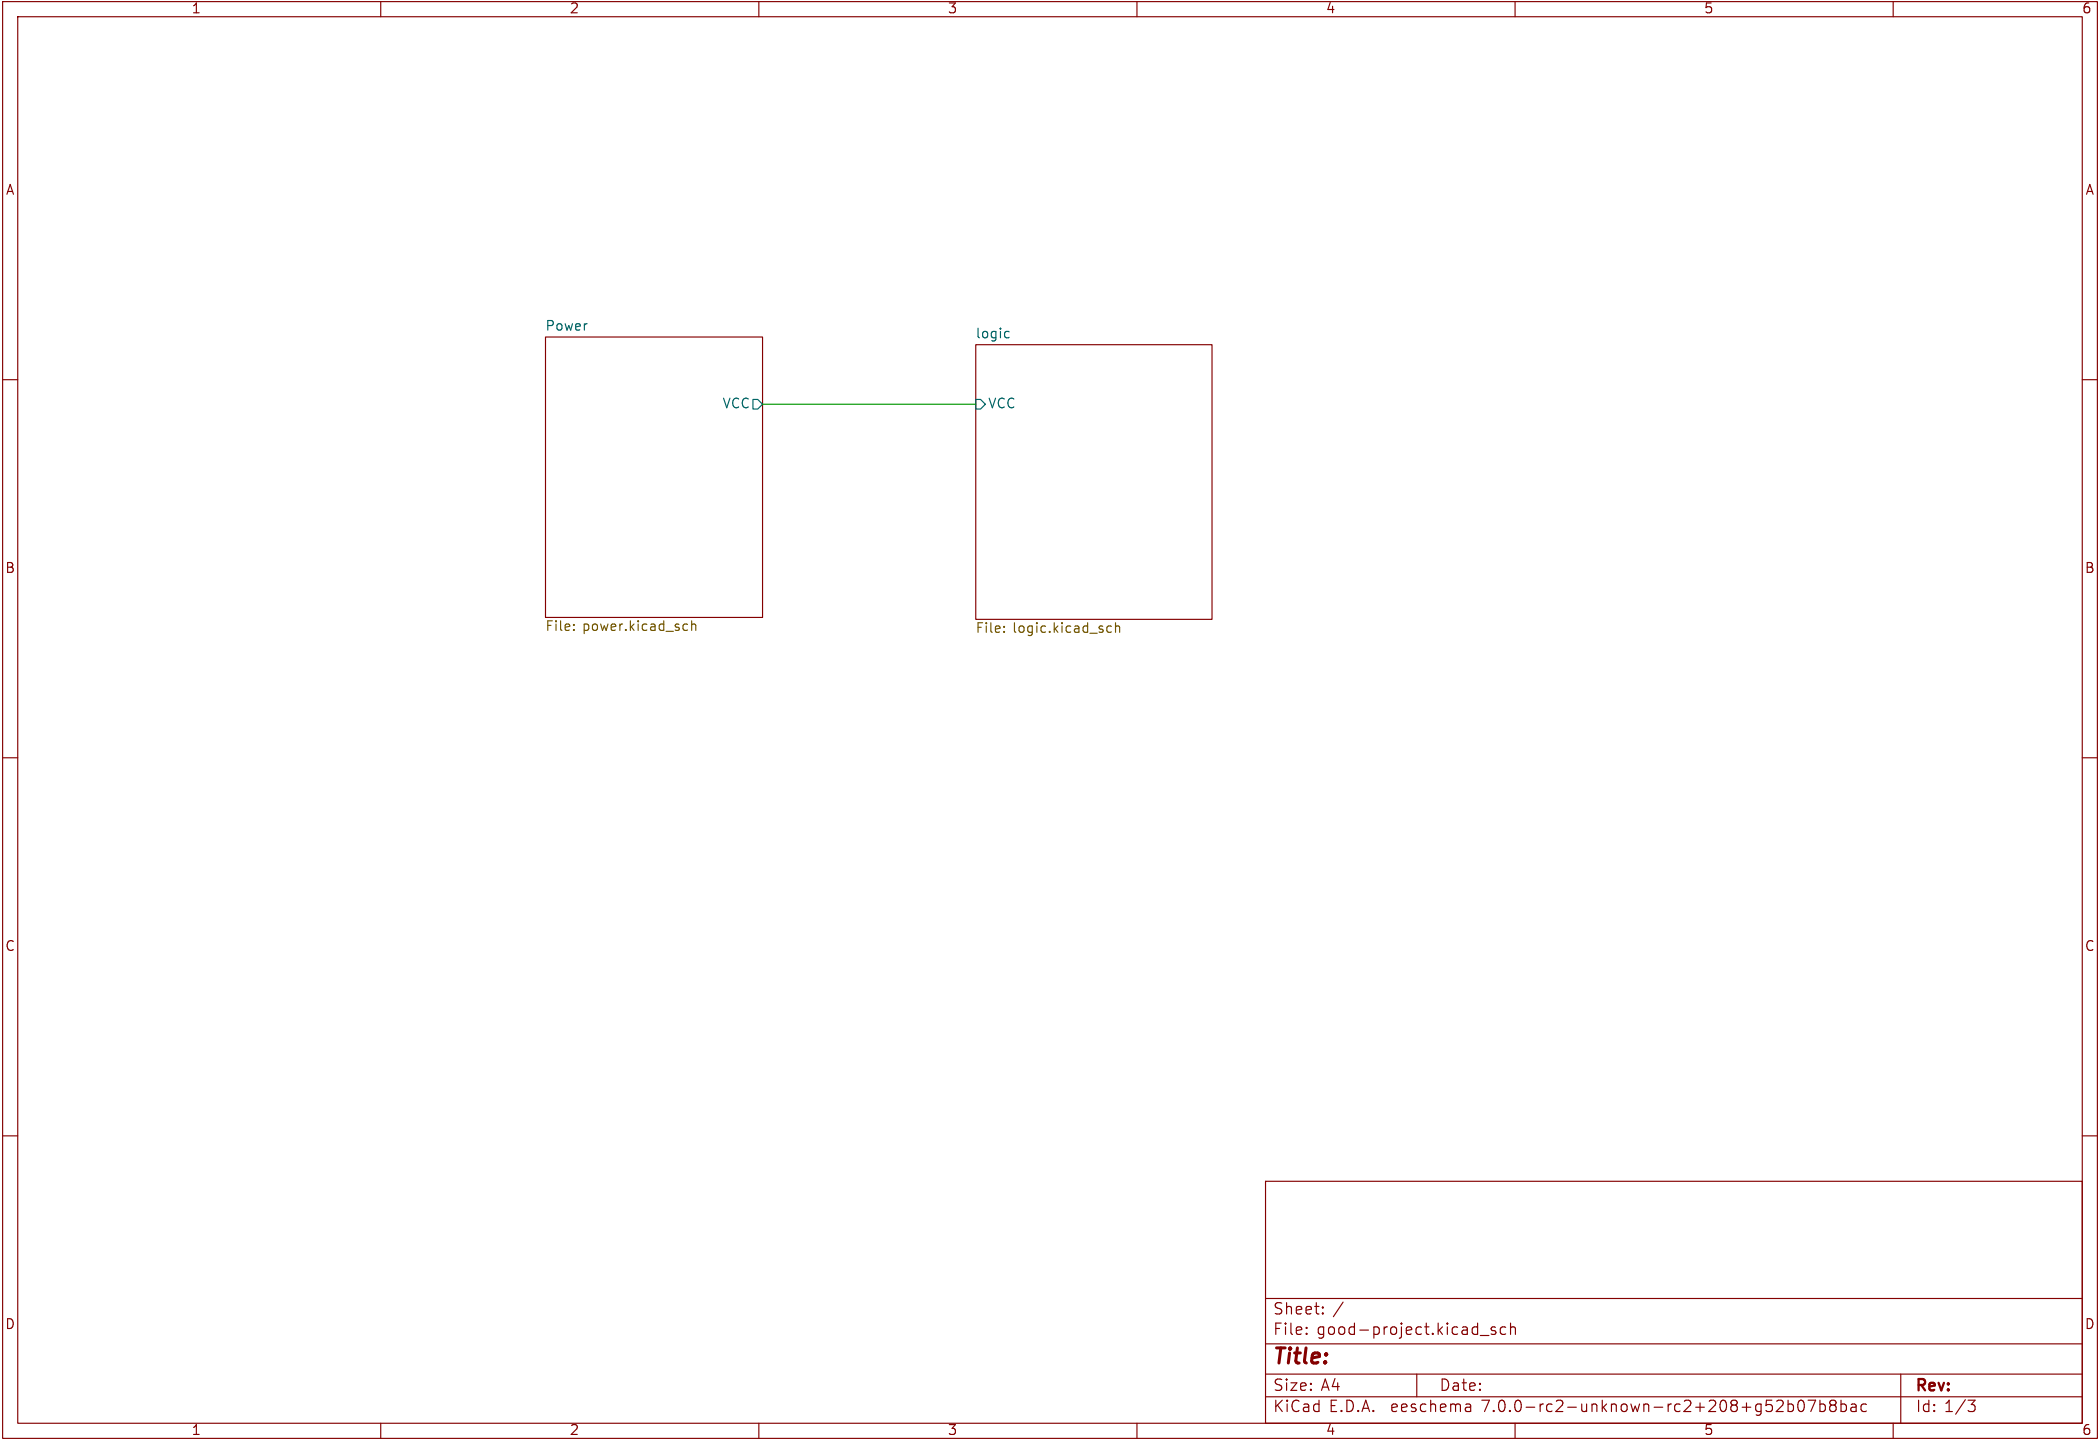 1 2 3 4 5 6
A A
Power
logic
VCC VCC
B B
File: power.kicad_sch
File: logic.kicad_sch
C C
Sheet: /
File: good-project.kicad_sch
D D
Title:
Size: A4 Date: Rev:
KiCad E.D.A. eeschema 7.0.0-rc2-unknown-rc2+208+g52b07b8bac Id: 1/3
1 2 3 4 5 6